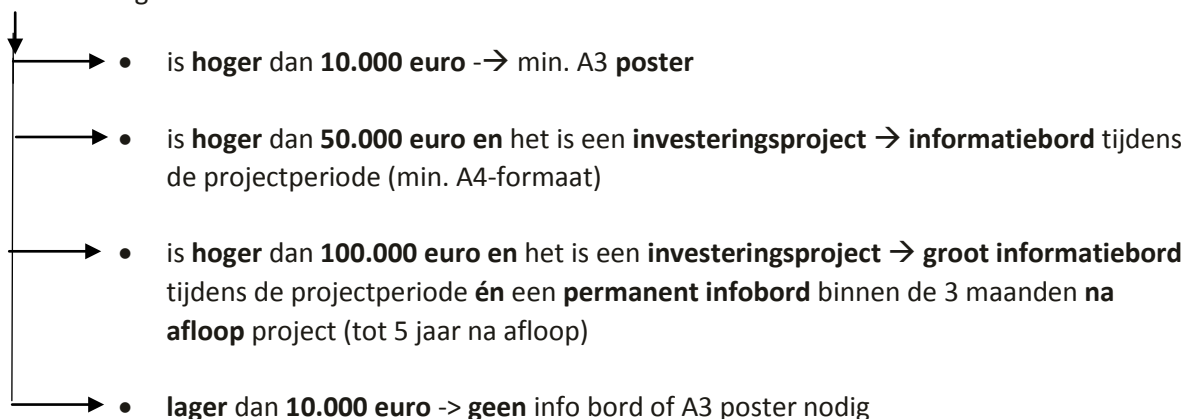 • is hoger dan 10.000 euro -→ min. A3 poster
• is hoger dan 50.000 euro en het is een investeringsproject → informatiebord tijdens
de projectperiode (min. A4-formaat)
• is hoger dan 100.000 euro en het is een investeringsproject → groot informatiebord
tijdens de projectperiode én een permanent infobord binnen de 3 maanden na
afloop project (tot 5 jaar na afloop)
• lager dan 10.000 euro -> geen info bord of A3 poster nodig